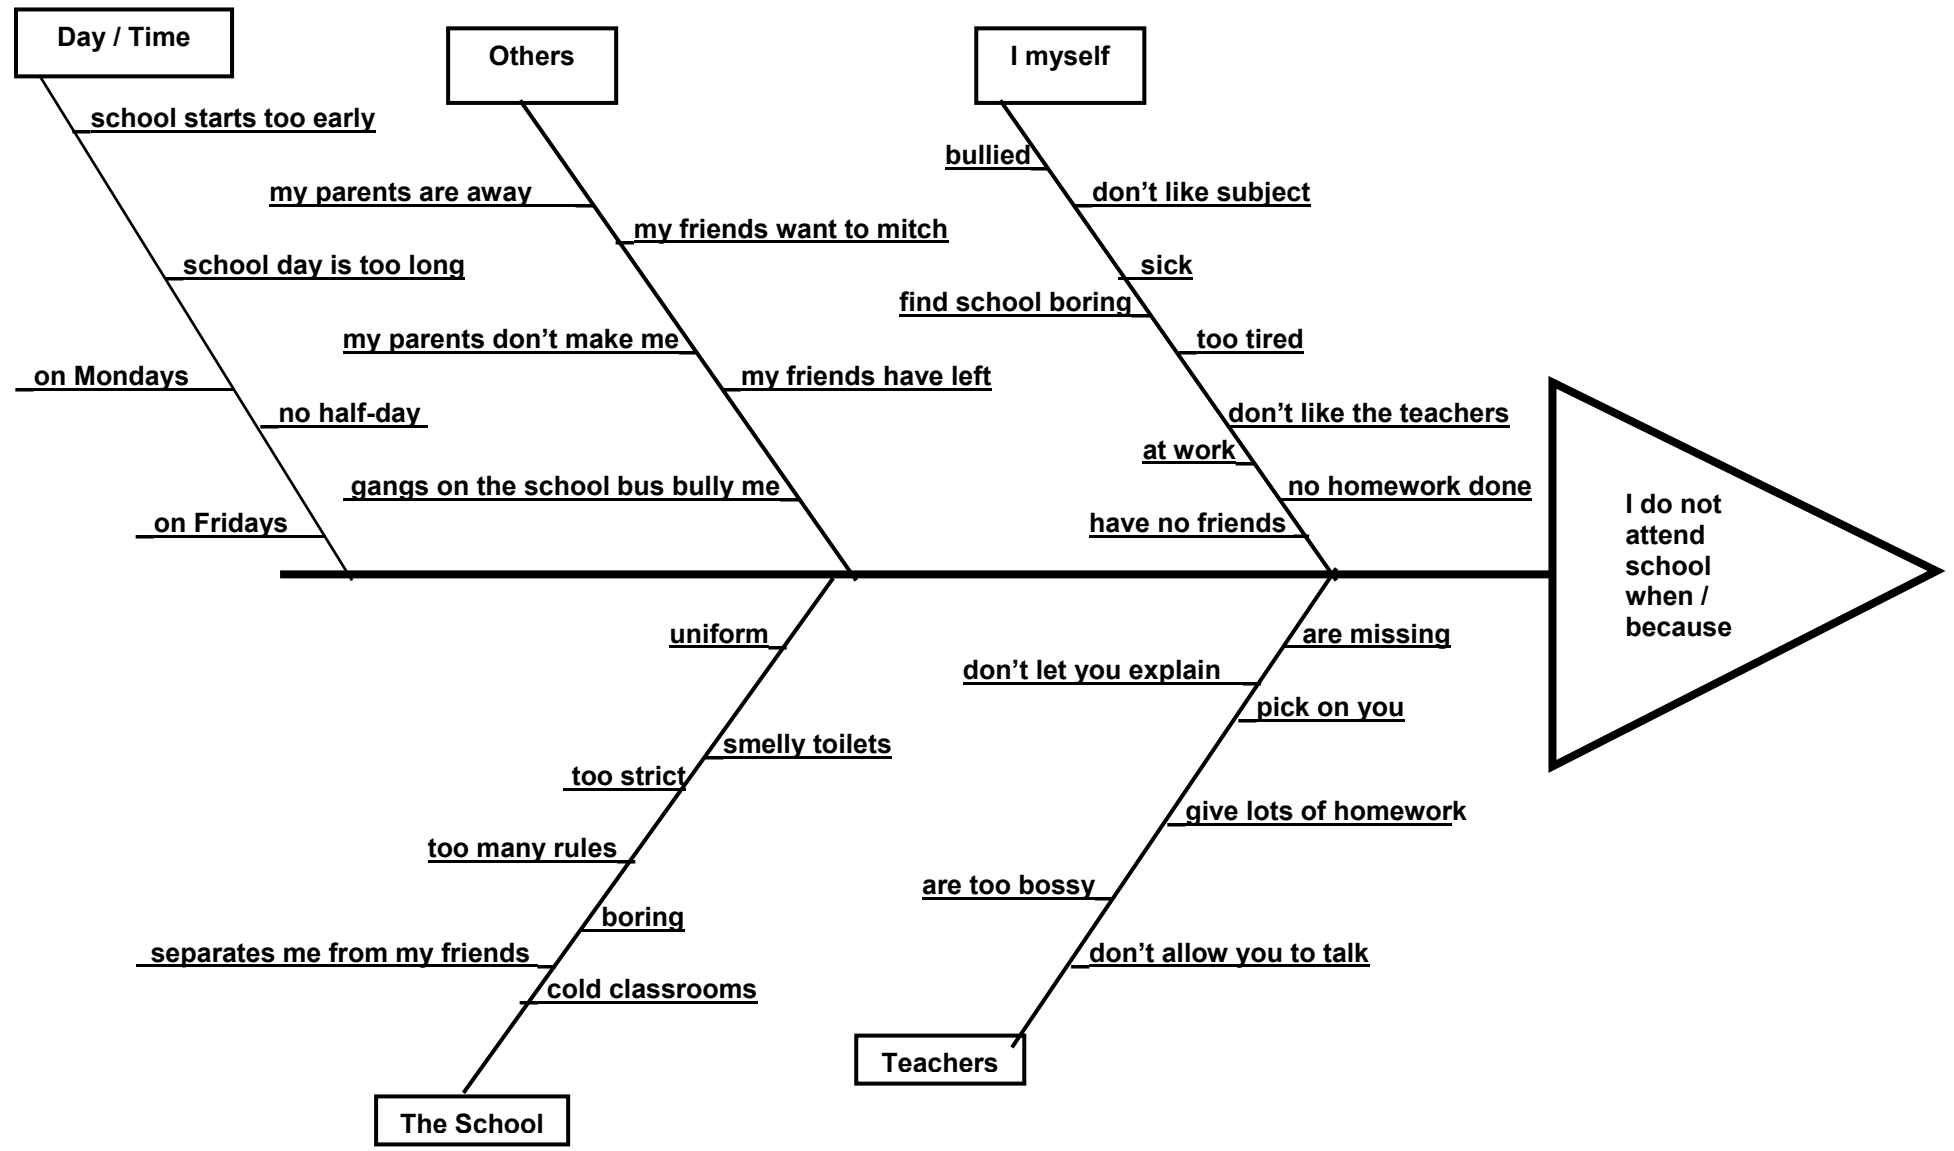 Day / Time
Others
I myself
school starts too early
bullied
my parents are away
don’t like subject
my friends want to mitch
school day is too long
sick
find school boring
my parents don’t make me
too tired
on Mondays
my friends have left
no half-day
don’t like the teachers
at work
gangs on the school bus bully me
no homework done
on Fridays
have no friends
I do not
attend
school
when /
because
uniform
are missing
don’t let you explain
pick on you
smelly toilets
too strict
give lots of homework
too many rules
are too bossy
boring
separates me from my friends
don’t allow you to talk
cold classrooms
Teachers
The School